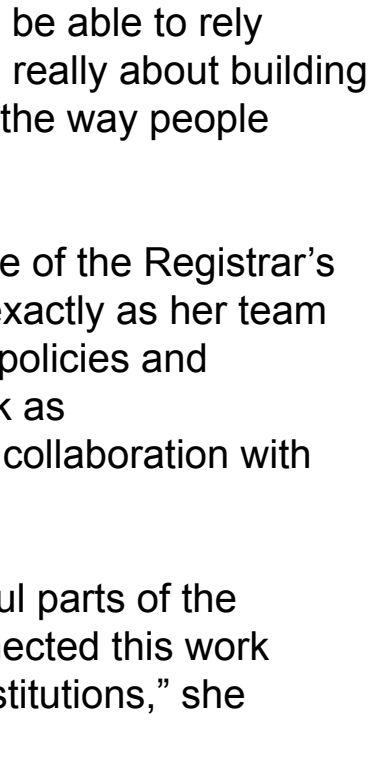 be able to rely
really about building
the way people
e of the Registrar’s
exactly as her team
policies and
k as
collaboration with
ul parts of the
nected this work
stitutions,” she